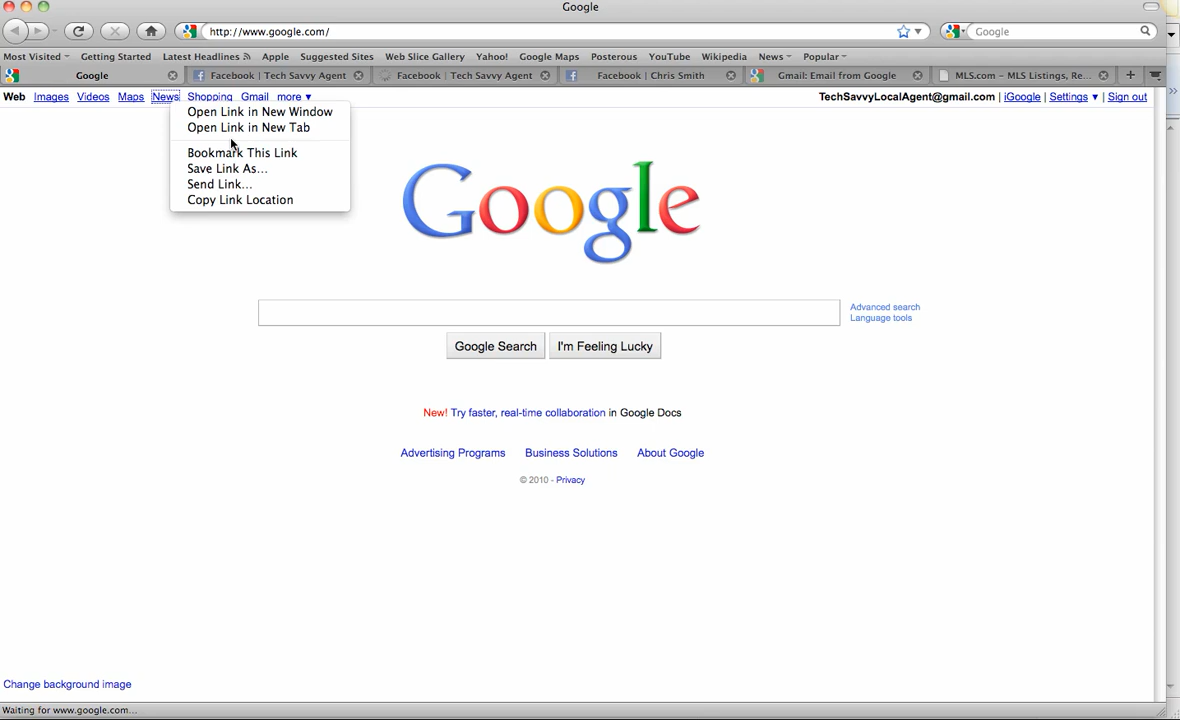 Google
http://www.google.com/
Google
Most Visited
Getting Started
Latest Headlines
Apple
Suggested Sites
Web Slice Gallery
Yahoo!
Google Maps
Posterous
YouTube
Wikipedia
News
Popular
Google
Facebook | Tech Savvy Agent
Facebook | Tech Savvy Agent
Facebook | Chris Smith
Gmail: Email from Google
MLS.com – MLS Listings, Re...
Web Images Videos Maps News Shopping Gmail more ▼
TechSavvyLocalAgent@gmail.com | iGoogle | Settings ▼ | Sign out
Open Link in New Window
Open Link in New Tab
Bookmark This Link
Save Link As...
Send Link...
Copy Link Location
Google
Advanced search
Language tools
Google Search
I'm Feeling Lucky
New! Try faster, real-time collaboration in Google Docs
Advertising Programs
Business Solutions
About Google
© 2010 - Privacy
Change background image
Waiting for www.google.com...